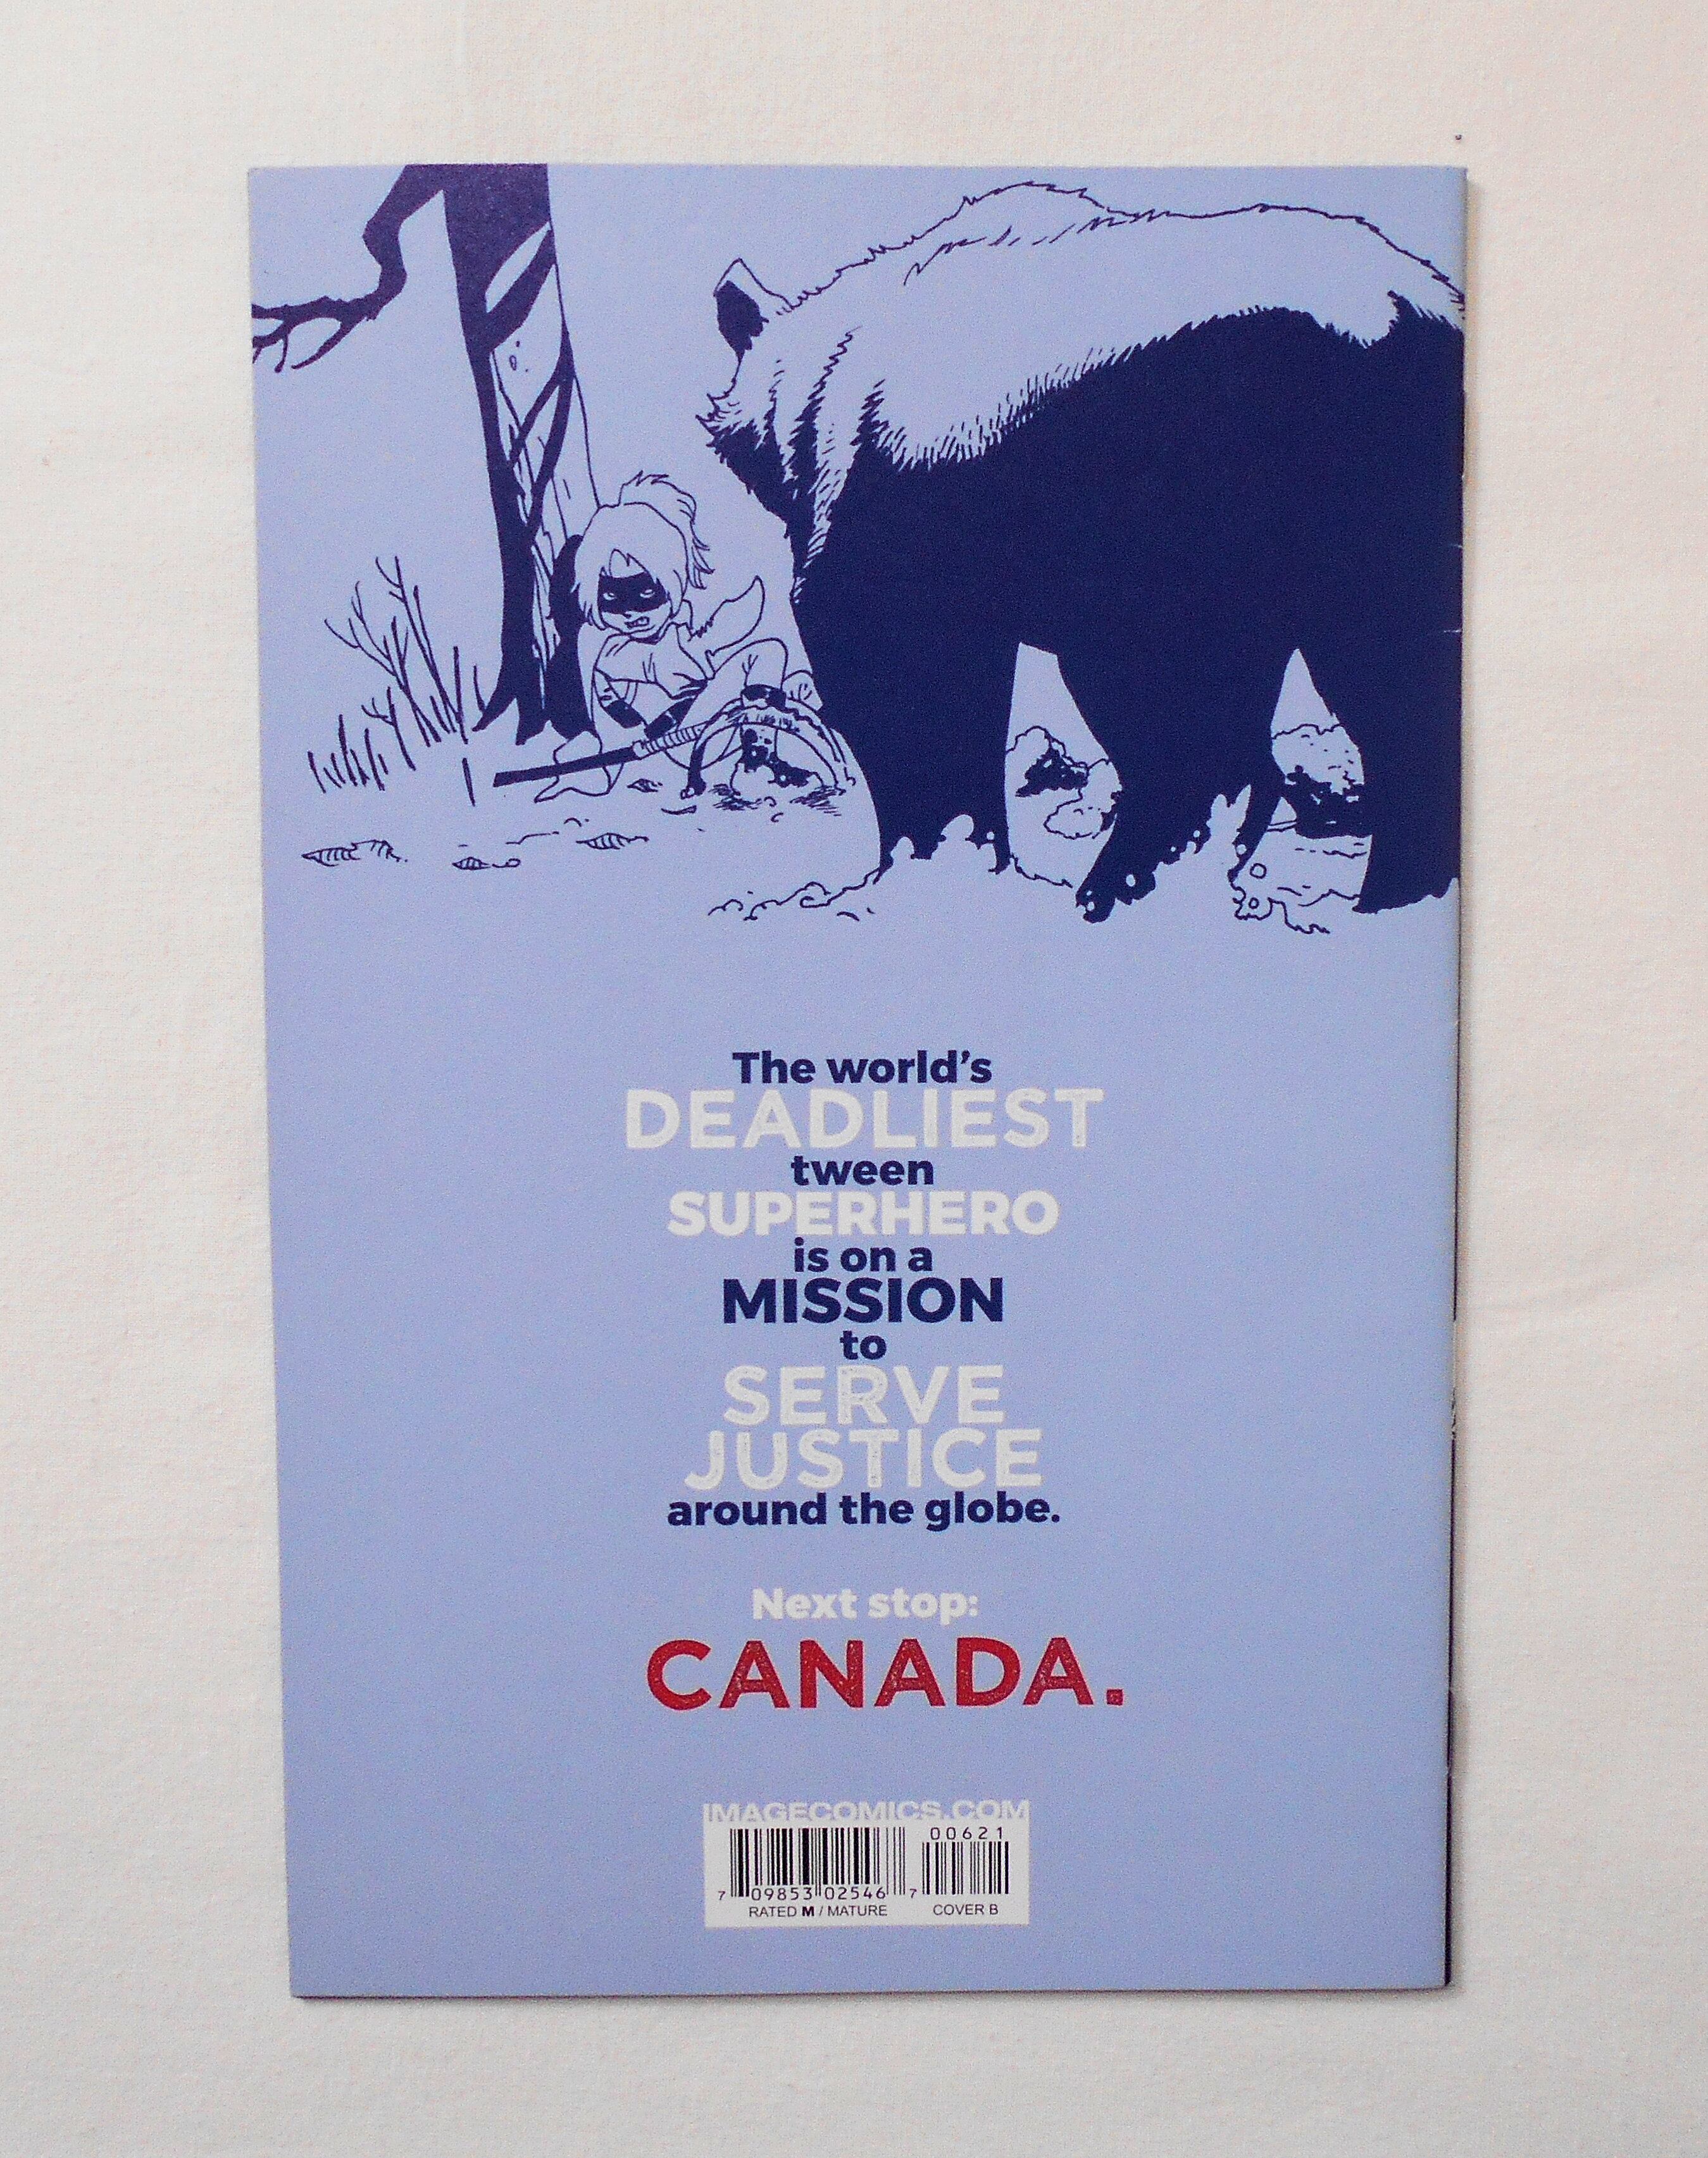 The world's
DEADLIEST
tween
SUPERHERO
is on a
MISSION
to
SERVE
JUSTICE
around the globe.
Next stop:
CANADA.
IMAGECOMICS.COM
00621
7 09853 02546 7
RATED M / MATURE COVER B